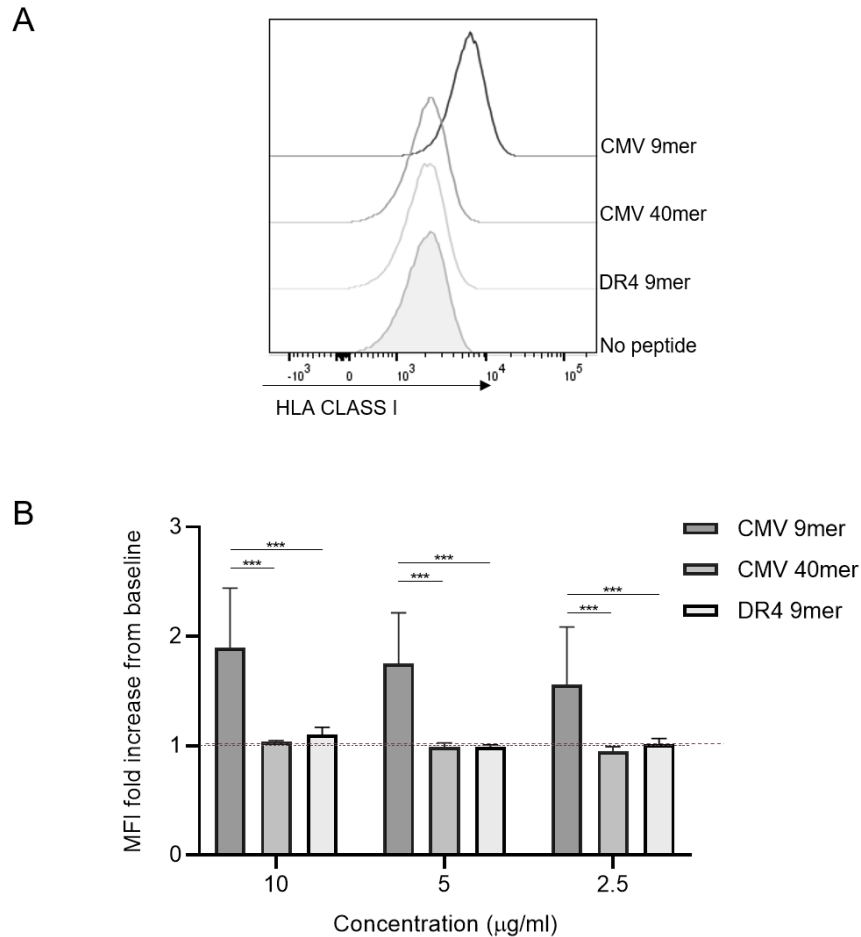 A
CMV 9mer
CMV 40mer
DR4 9mer
No peptide
-10³ 0 10³ 10⁴ 10⁵
HLA CLASS I
B
MFI fold increase from baseline
3
2
1
0
*** *** ***
*** *** ***
CMV 9mer
CMV 40mer
DR4 9mer
10 5 2.5
Concentration (μg/ml)